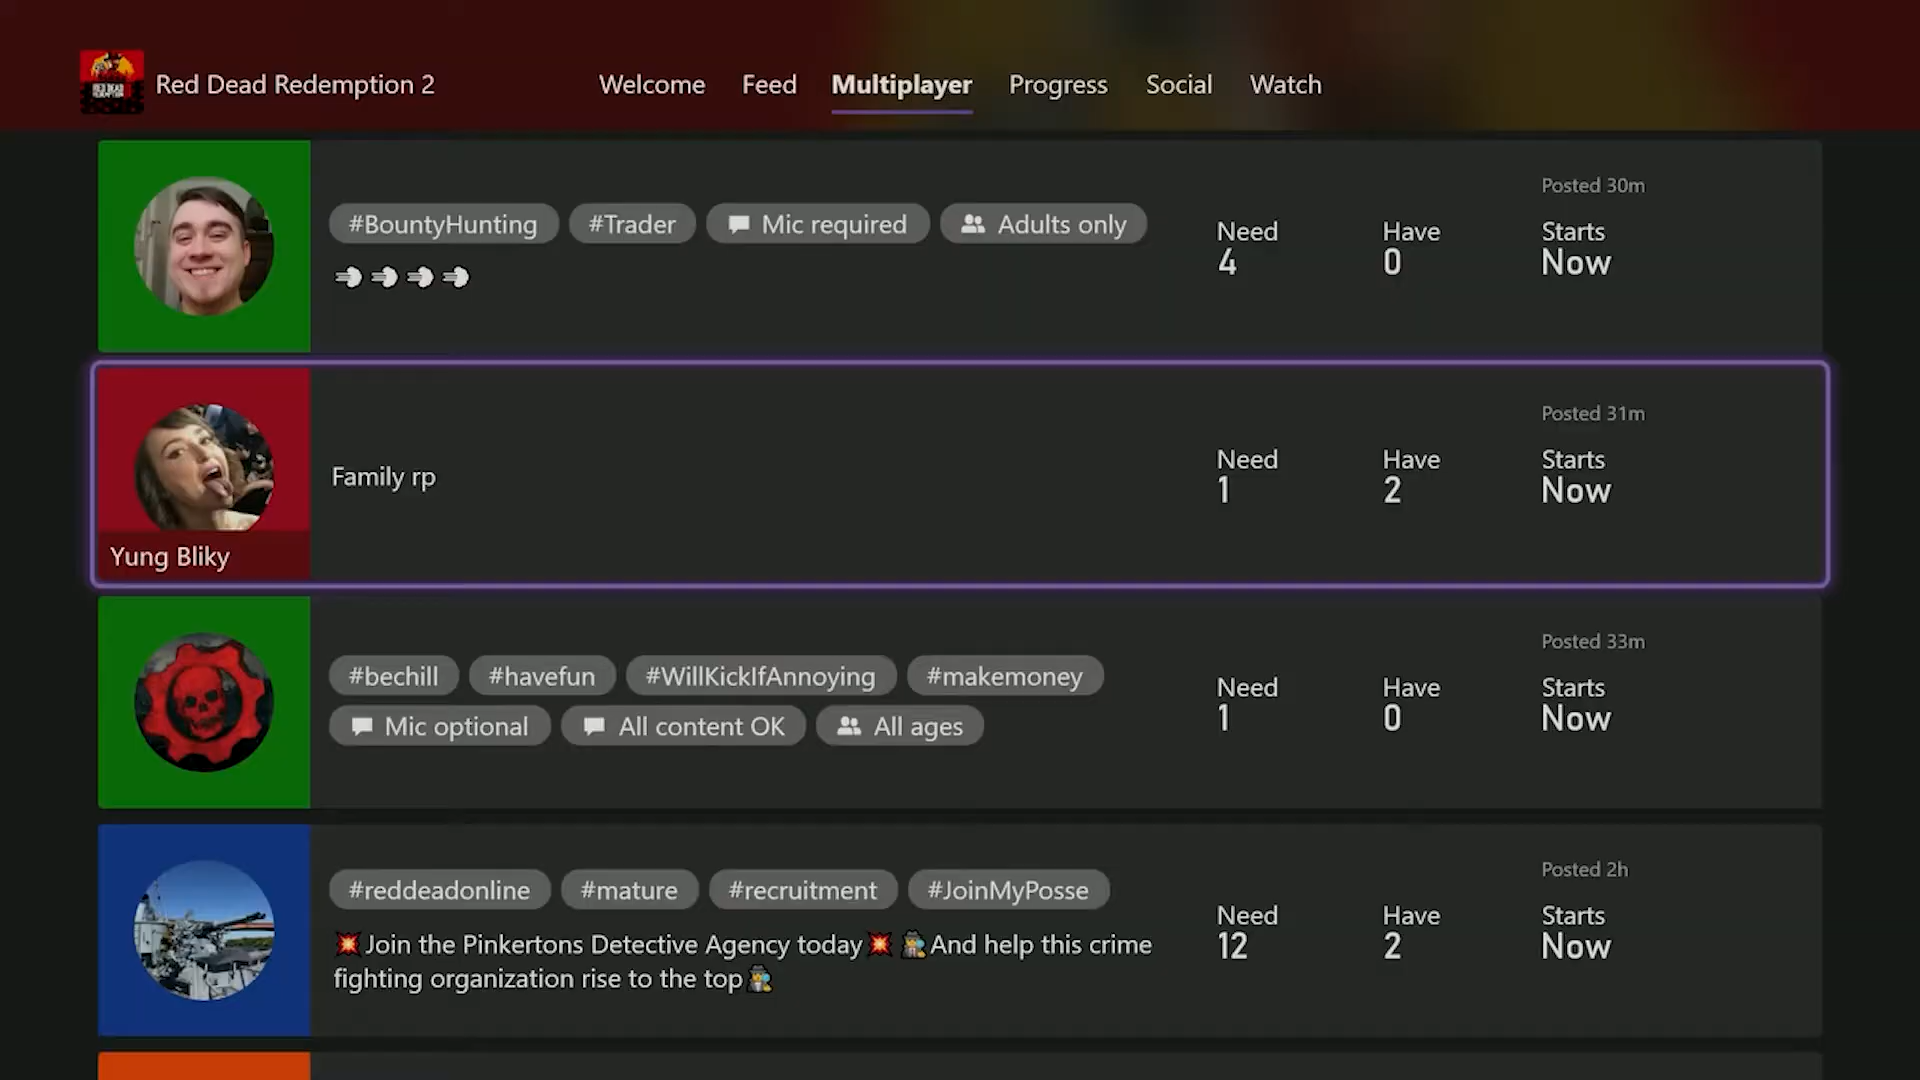 RED DEAD
REDEMPTION
Red Dead Redemption 2
Welcome
Feed
Multiplayer
Progress
Social
Watch
#BountyHunting
#Trader
Mic required
Adults only
Need
4
Have
0
Posted 30m
Starts
Now
Yung Bliky
Family rp
Need
1
Have
2
Posted 31m
Starts
Now
#bechill
#havefun
#WillKickIfAnnoying
#makemoney
Mic optional
All content OK
All ages
Need
1
Have
0
Posted 33m
Starts
Now
#reddeadonline
#mature
#recruitment
#JoinMyPosse
💥Join the Pinkertons Detective Agency today💥 🕵️And help this crime
fighting organization rise to the top🕵️
Need
12
Have
2
Posted 2h
Starts
Now